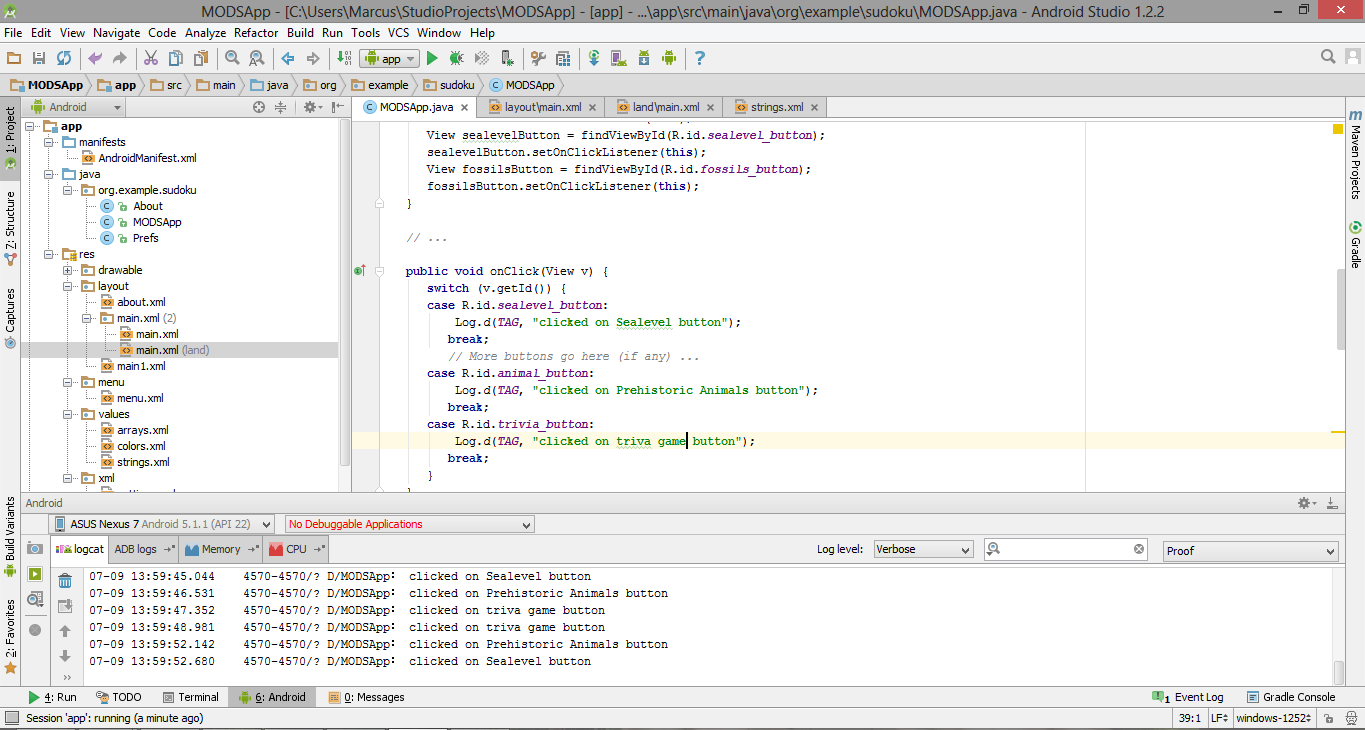 MODSApp - [C:\Users\Marcus\StudioProjects\MODSApp] - [app] - ...\app\src\main\java\org\example\sudoku\MODSApp.java - Android Studio 1.2.2
File Edit View Navigate Code Analyze Refactor Build Run Tools VCS Window Help
app
MODSApp app src main java org example sudoku MODSApp
Android
MODSApp.java layout\main.xml land\main.xml strings.xml
1: Project
Z: Structure
Captures
Build Variants
2: Favorites
app
manifests
AndroidManifest.xml
java
org.example.sudoku
About
MODSApp
Prefs
res
drawable
layout
about.xml
main.xml (2)
main.xml
main.xml (land)
main1.xml
menu
menu.xml
values
arrays.xml
colors.xml
strings.xml
xml
View sealevelButton = findViewById(R.id.sealevel_button);
sealevelButton.setOnClickListener(this);
View fossilsButton = findViewById(R.id.fossils_button);
fossilsButton.setOnClickListener(this);
}
// ...
public void onClick(View v) {
switch (v.getId()) {
case R.id.sealevel_button:
Log.d(TAG, "clicked on Sealevel button");
break;
// More buttons go here (if any) ...
case R.id.animal_button:
Log.d(TAG, "clicked on Prehistoric Animals button");
break;
case R.id.trivia_button:
Log.d(TAG, "clicked on triva game button");
break;
}
Maven Projects
Gradle
Android
ASUS Nexus 7 Android 5.1.1 (API 22) No Debuggable Applications
logcat ADB logs Memory CPU Log level: Verbose Proof
07-09 13:59:45.044 4570-4570/? D/MODSApp: clicked on Sealevel button
07-09 13:59:46.531 4570-4570/? D/MODSApp: clicked on Prehistoric Animals button
07-09 13:59:47.352 4570-4570/? D/MODSApp: clicked on triva game button
07-09 13:59:48.981 4570-4570/? D/MODSApp: clicked on triva game button
07-09 13:59:52.142 4570-4570/? D/MODSApp: clicked on Prehistoric Animals button
07-09 13:59:52.680 4570-4570/? D/MODSApp: clicked on Sealevel button
4: Run TODO Terminal 6: Android 0: Messages 1 Event Log Gradle Console
Session 'app': running (a minute ago) 39:1 LF windows-1252